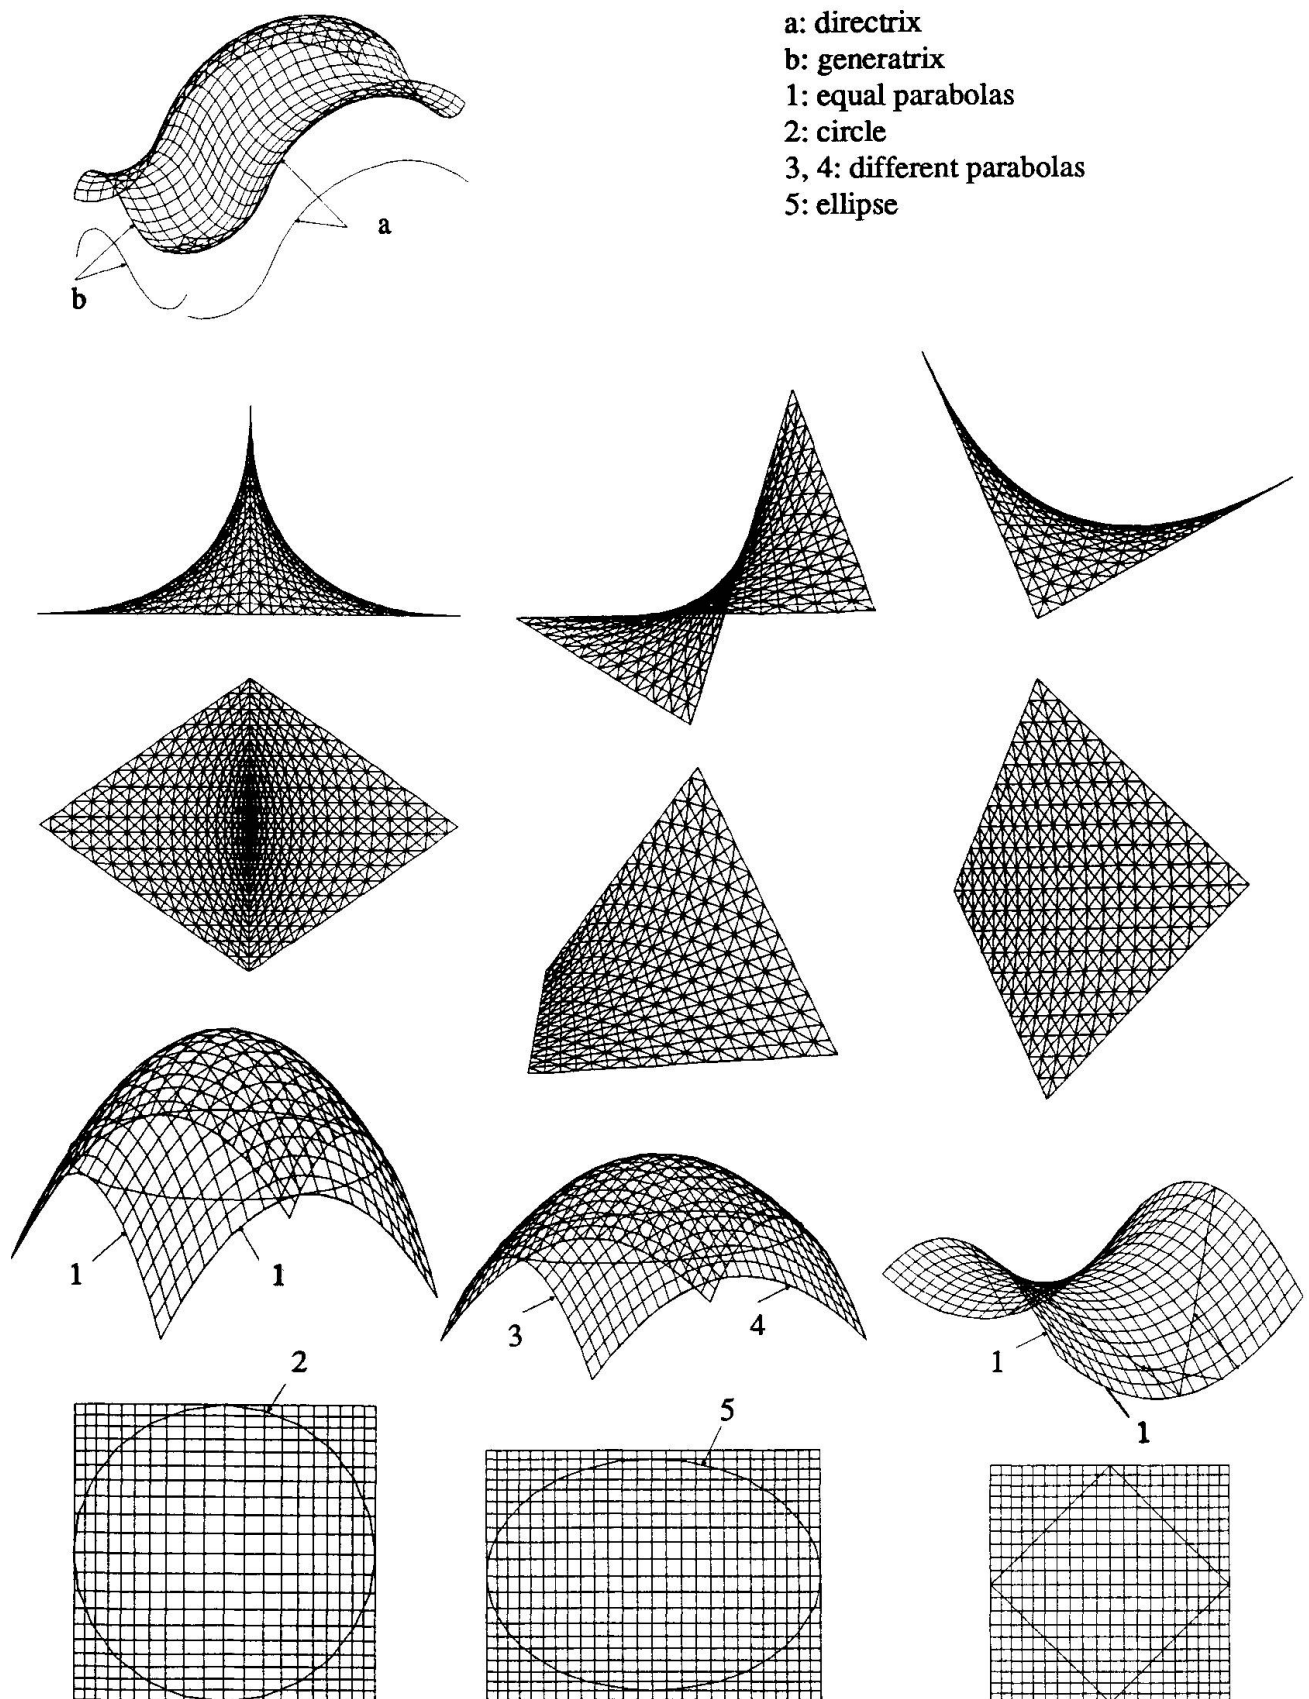 a: directrix
b: generatrix
1: equal parabolas
2: circle
3, 4: different parabolas
5: ellipse
a
b
1
1
3
4
1
1
2
5